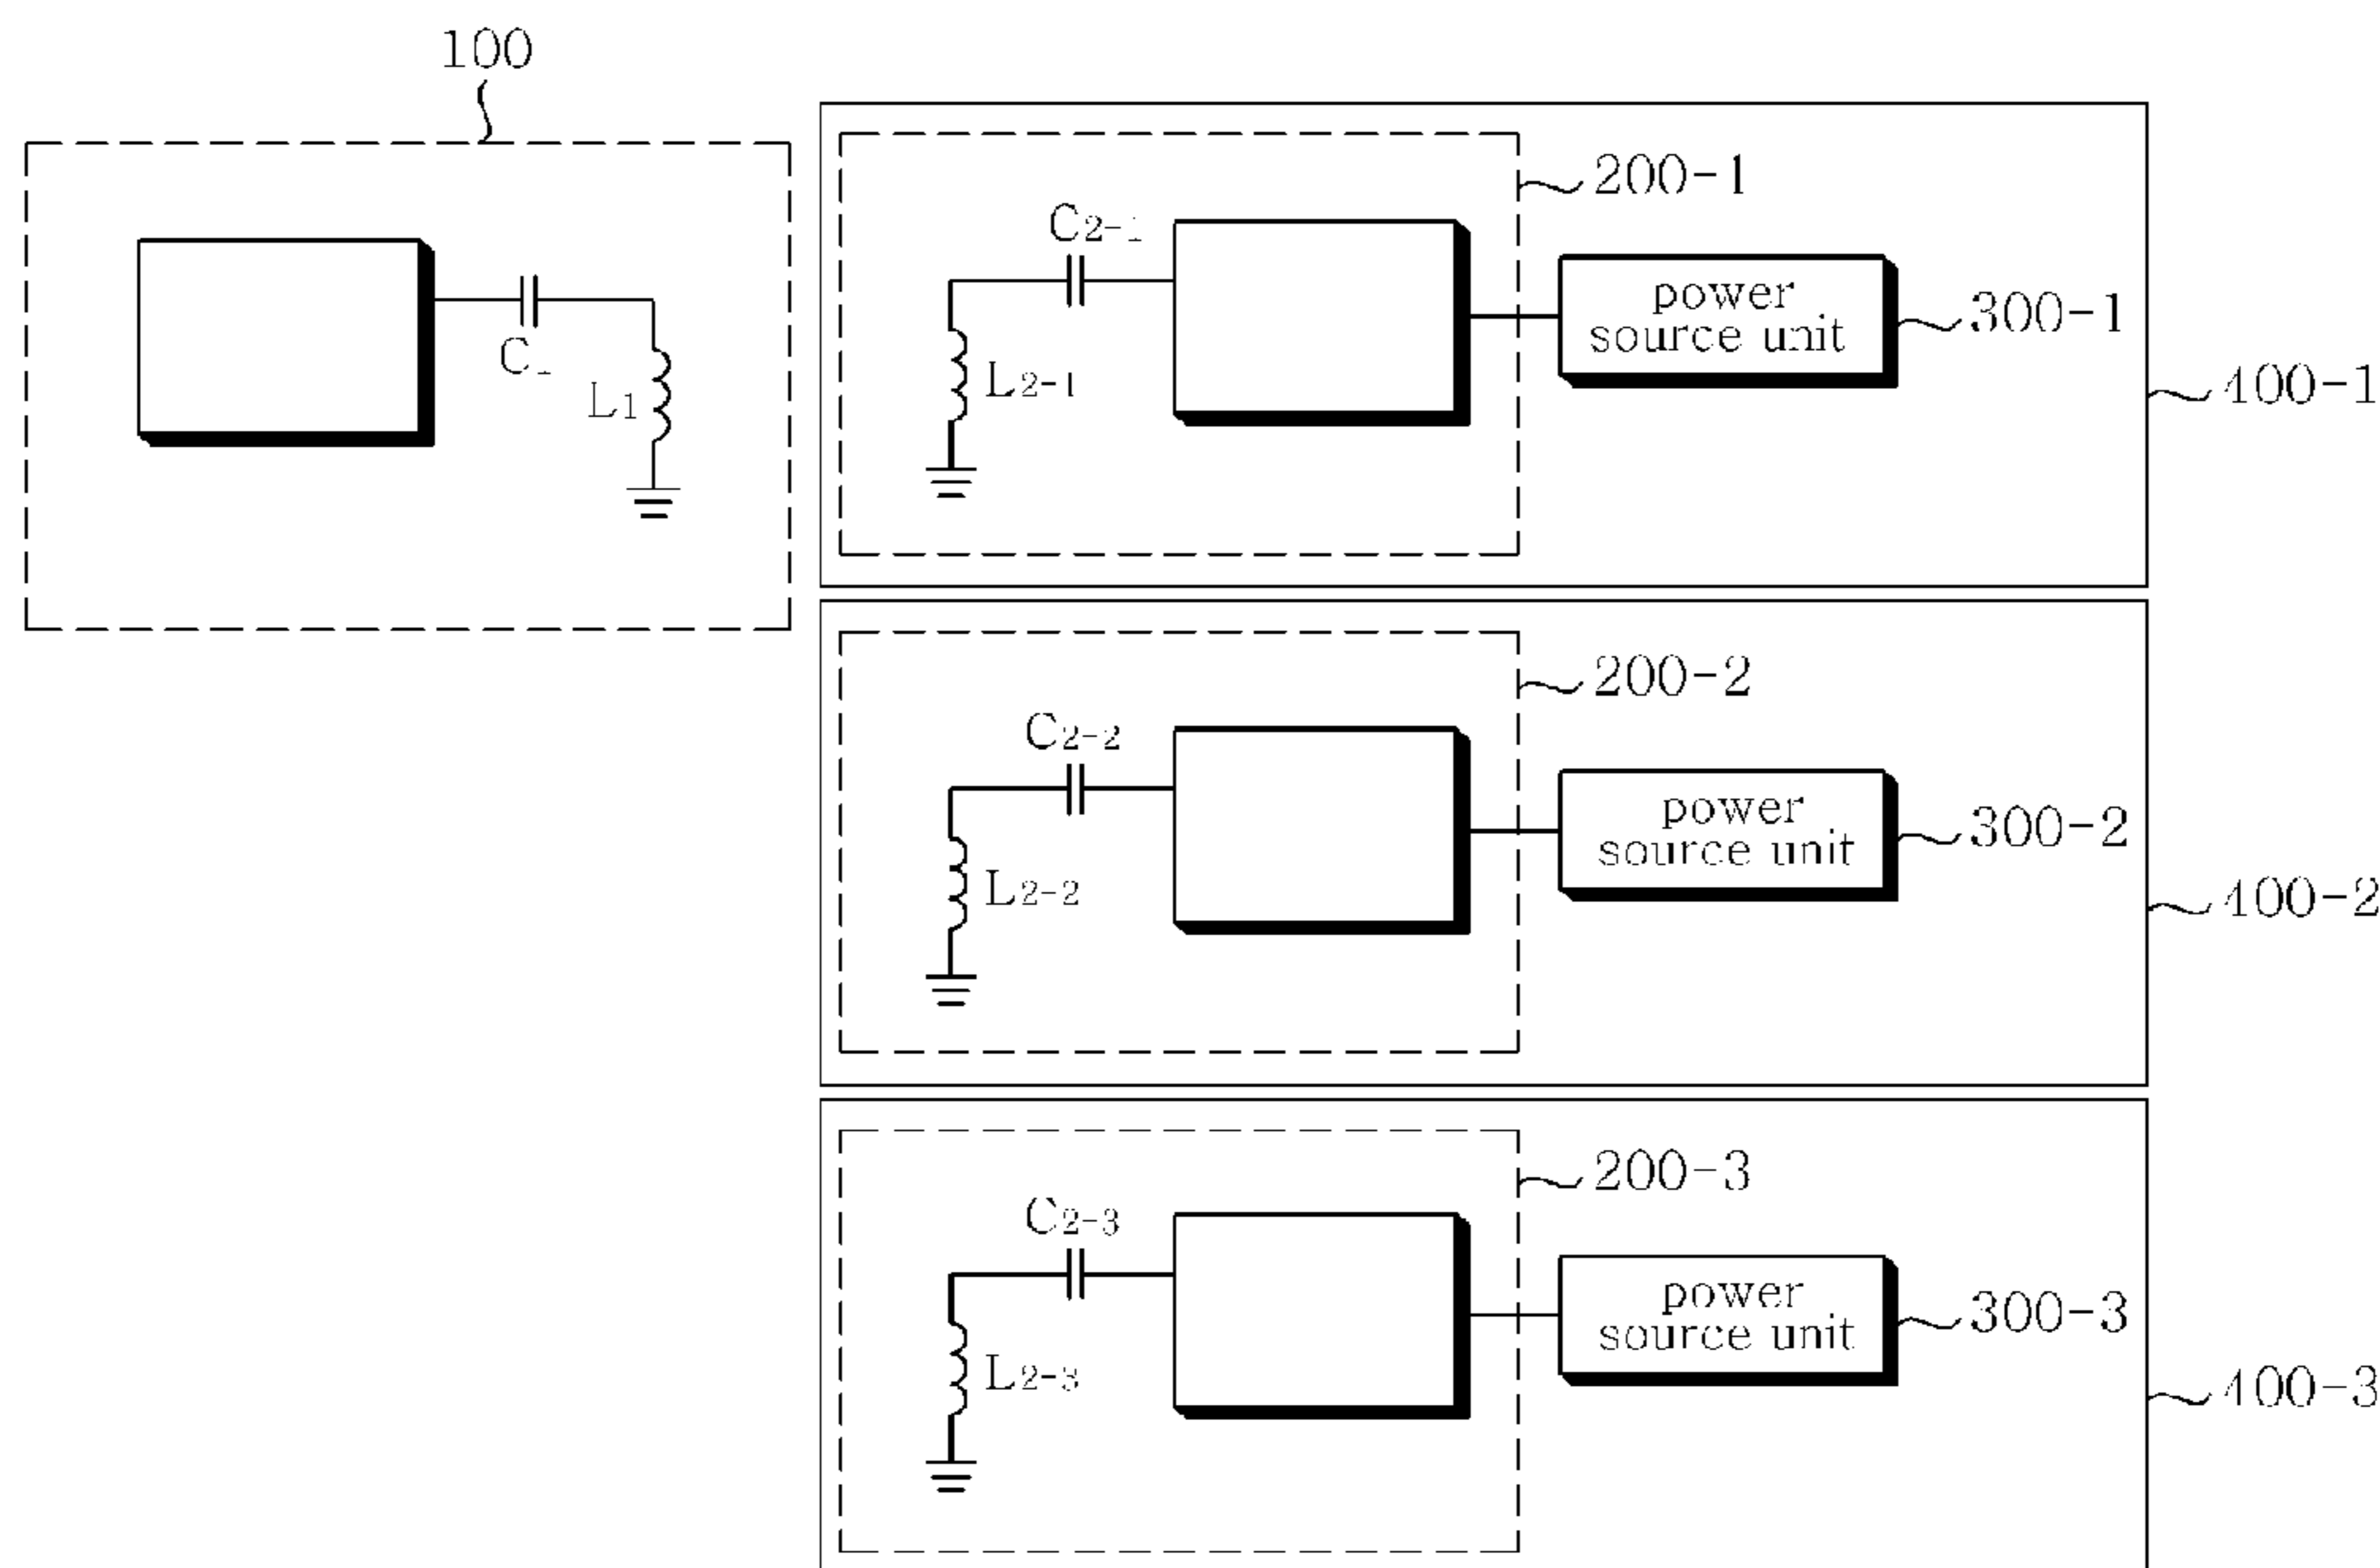 100
C1
L1
200-1
C2-1
L2-1
power
source unit
300-1
400-1
200-2
C2-2
L2-2
power
source unit
300-2
400-2
200-3
C2-3
L2-3
power
source unit
300-3
400-3